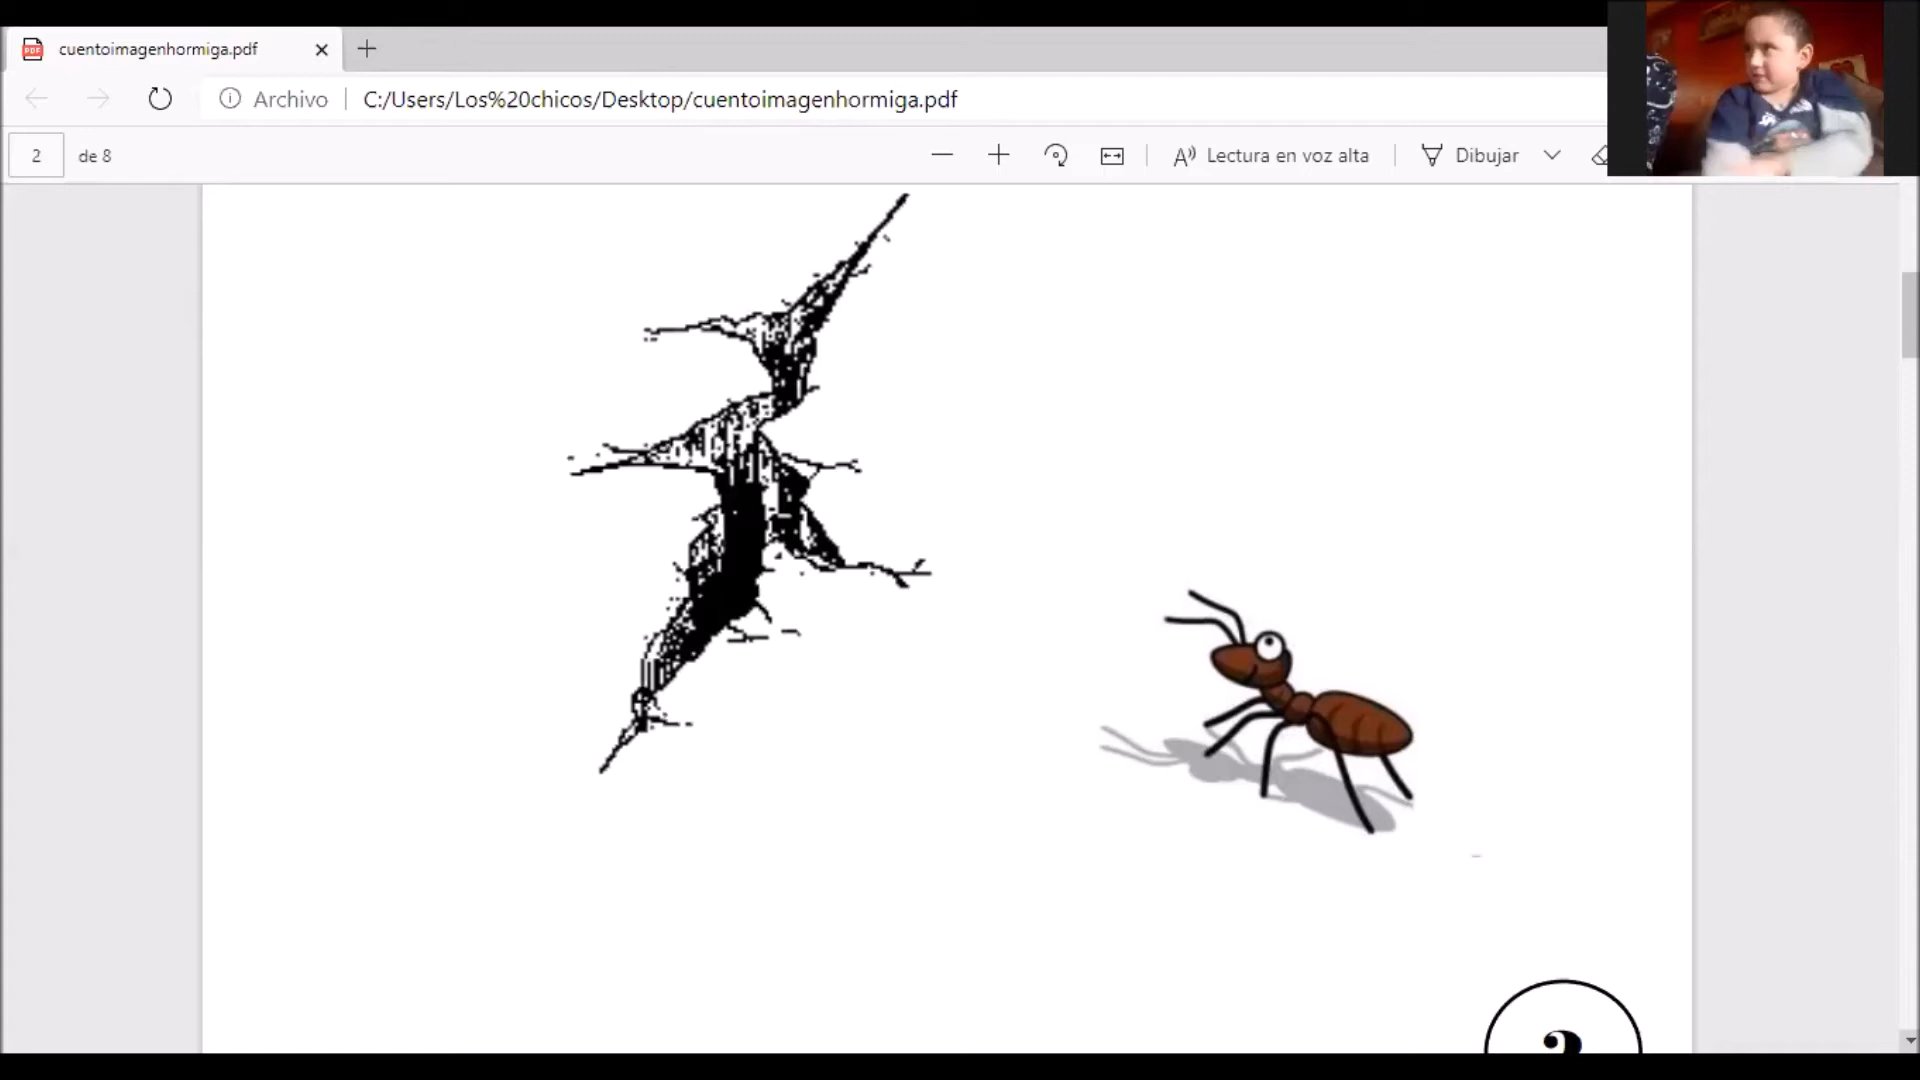 cuentoimagenhormiga.pdf
Archivo C:/Users/Los%20chicos/Desktop/cuentoimagenhormiga.pdf
2 de 8 Lectura en voz alta Dibujar